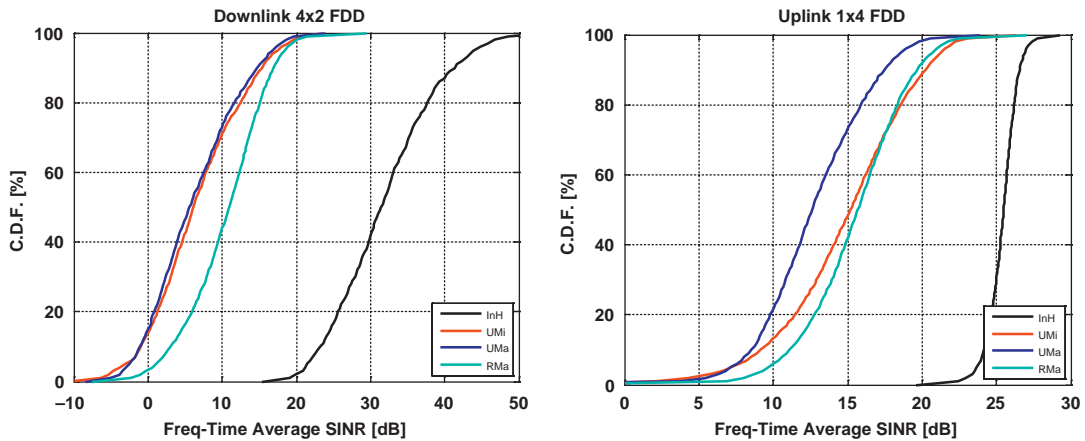 Downlink 4x2 FDD
100
80
60
40
20
0
C.D.F. [%]
InH
UMi
UMa
RMa
–10
0
10
20
30
40
50
Freq-Time Average SINR [dB]
Uplink 1x4 FDD
100
80
60
40
20
0
C.D.F. [%]
InH
UMi
UMa
RMa
0
5
10
15
20
25
30
Freq-Time Average SINR [dB]